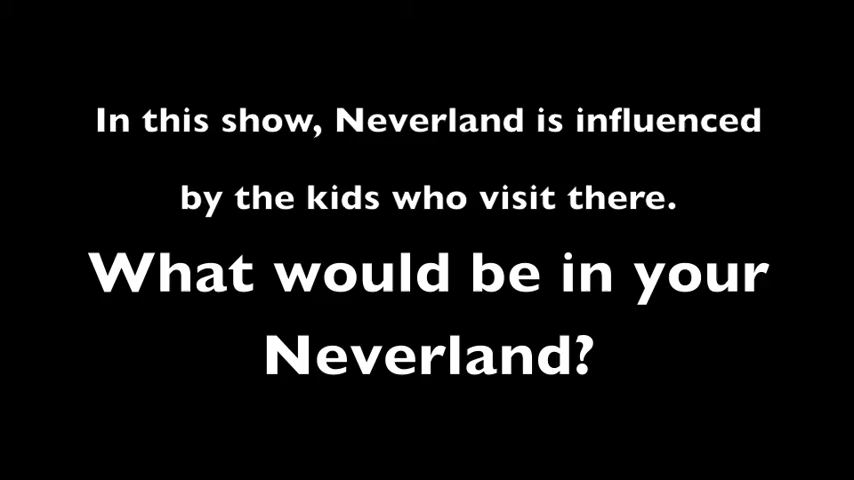 In this show, Neverland is influenced
by the kids who visit there.
What would be in your
Neverland?